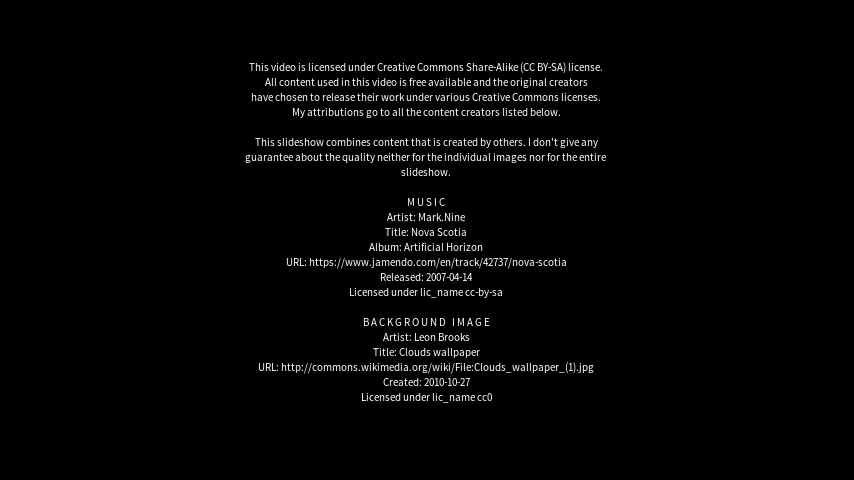 This video is licensed under Creative Commons Share-Alike (CC BY-SA) license.
All content used in this video is free available and the original creators
have chosen to release their work under various Creative Commons licenses.
My attributions go to all the content creators listed below.
This slideshow combines content that is created by others. I don't give any
guarantee about the quality neither for the individual images nor for the entire
slideshow.
M U S I C
Artist: Mark.Nine
Title: Nova Scotia
Album: Artificial Horizon
URL: https://www.jamendo.com/en/track/42737/nova-scotia
Released: 2007-04-14
Licensed under lic_name cc-by-sa
B A C K G R O U N D   I M A G E
Artist: Leon Brooks
Title: Clouds wallpaper
URL: http://commons.wikimedia.org/wiki/File:Clouds_wallpaper_(1).jpg
Created: 2010-10-27
Licensed under lic_name cc0